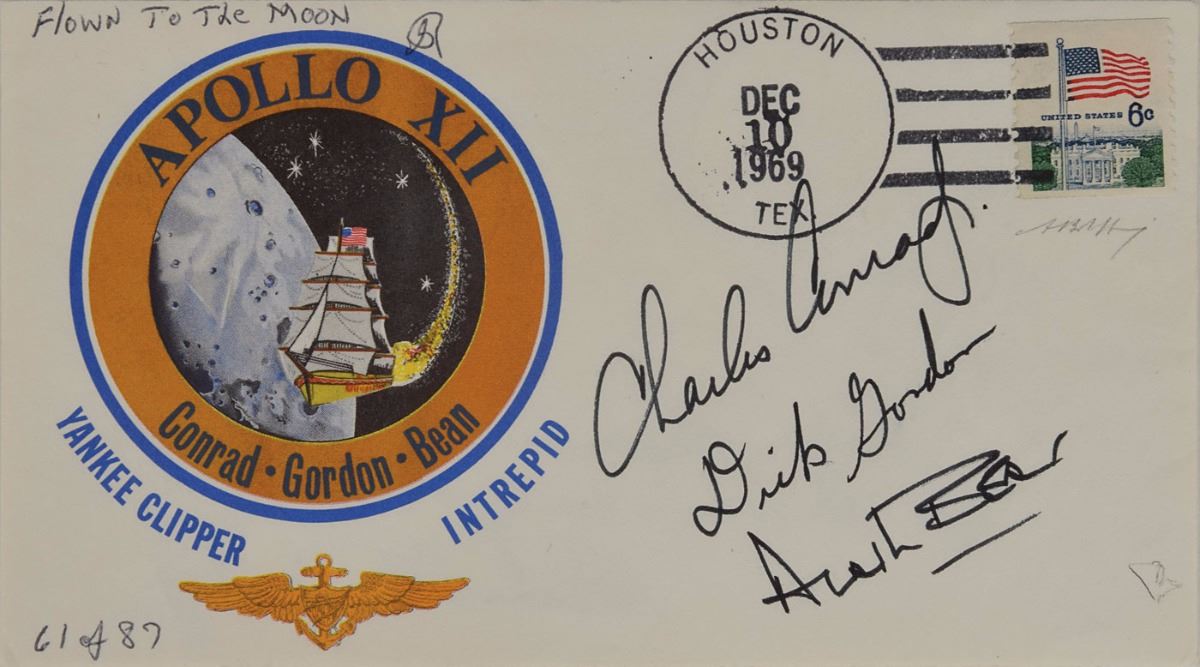 Flown To The Moon
APOLLO XII
Conrad • Gordon • Bean
YANKEE CLIPPER
INTREPID
61 of 87
HOUSTON
DEC
10
1969
TEX.
UNITED STATES 6c
Charles Conrad Jr.
Dick Gordon
Alan L Bean